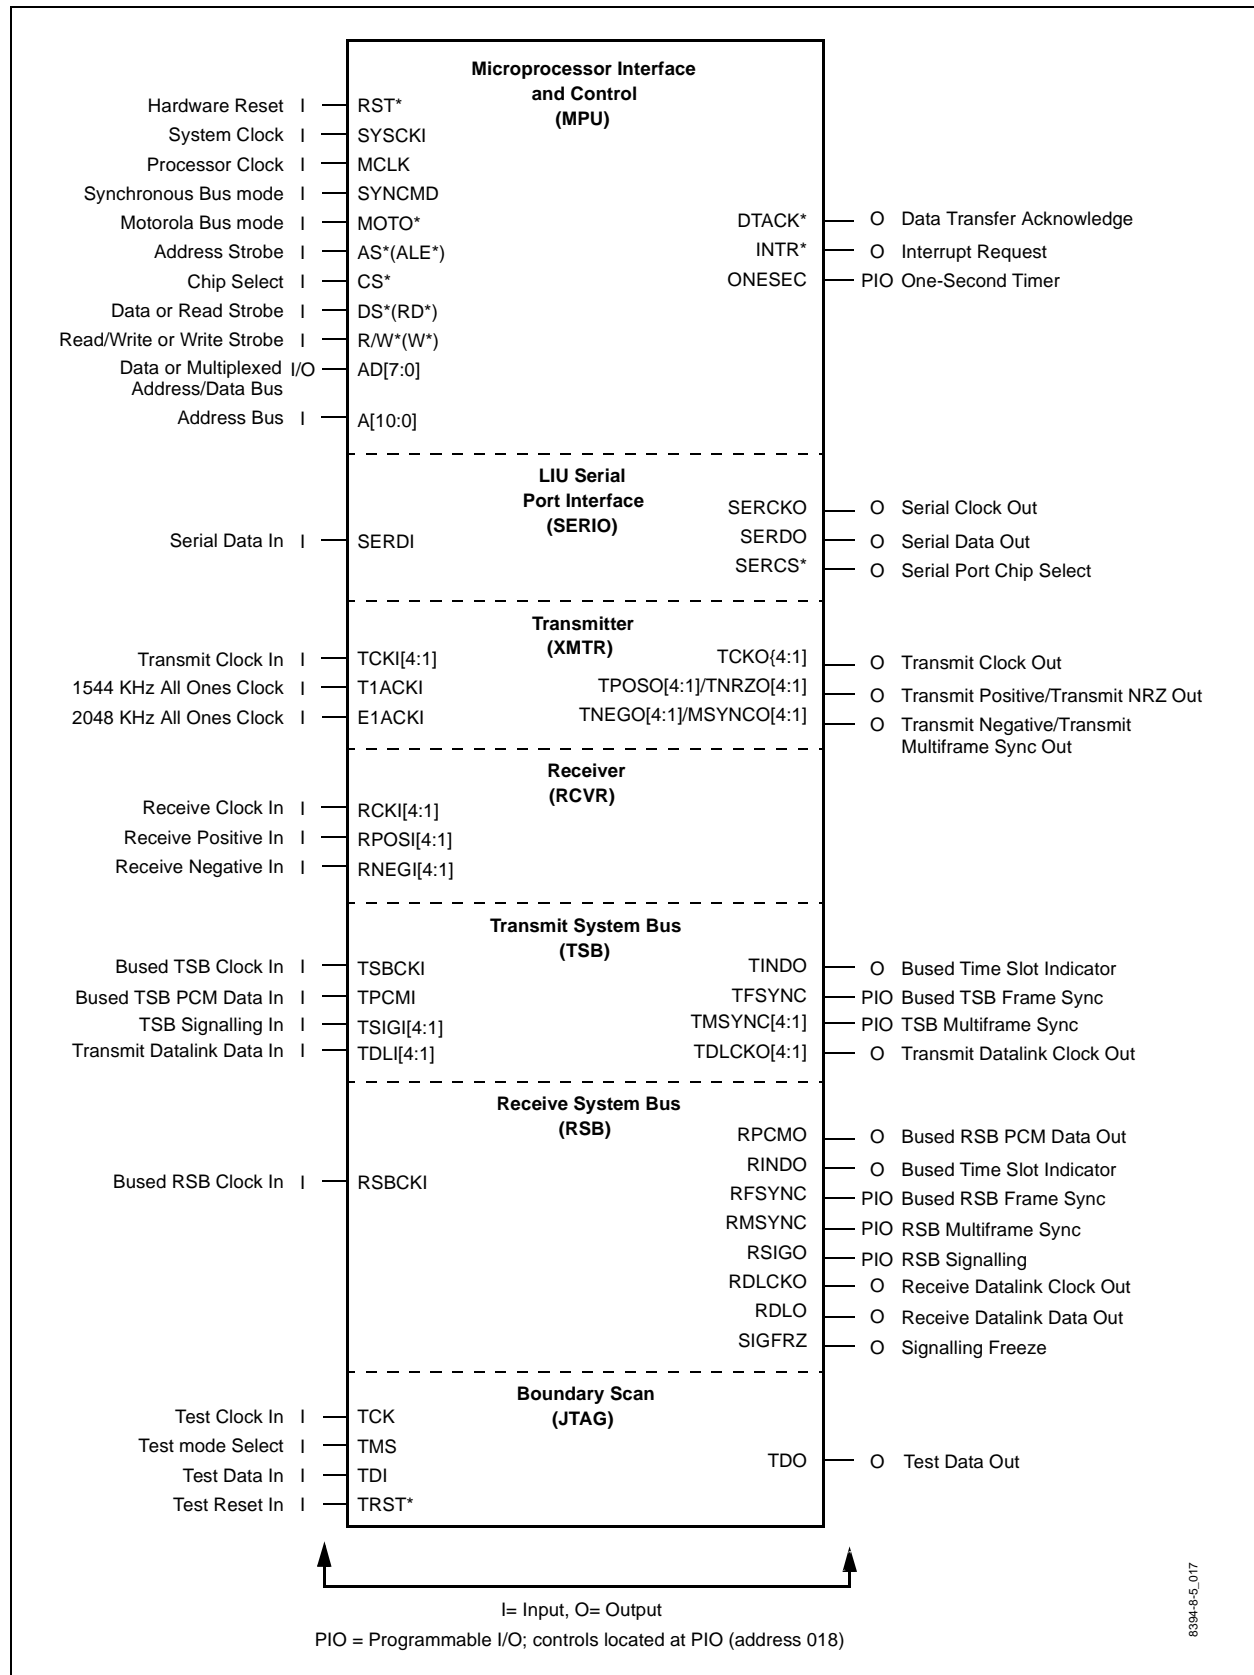 Microprocessor Interface
and Control
(MPU)
Hardware Reset I RST*
System Clock I SYSCKI
Processor Clock I MCLK
Synchronous Bus mode I SYNCMD
Motorola Bus mode I MOTO*
DTACK* O Data Transfer Acknowledge
Address Strobe I AS*(ALE*)
INTR* O Interrupt Request
Chip Select I CS*
ONESEC PIO One-Second Timer
Data or Read Strobe I DS*(RD*)
Read/Write or Write Strobe I R/W*(W*)
Data or Multiplexed I/O AD[7:0]
Address/Data Bus
Address Bus I A[10:0]
LIU Serial
Port Interface
(SERIO)
SERCKO O Serial Clock Out
Serial Data In I SERDI
SERDO O Serial Data Out
SERCS* O Serial Port Chip Select
Transmitter
(XMTR)
Transmit Clock In I TCKI[4:1]
TCKO{4:1] O Transmit Clock Out
1544 KHz All Ones Clock I T1ACKI
TPOSO[4:1]/TNRZO[4:1] O Transmit Positive/Transmit NRZ Out
2048 KHz All Ones Clock I E1ACKI
TNEGO[4:1]/MSYNCO[4:1] O Transmit Negative/Transmit
Multiframe Sync Out
Receiver
(RCVR)
Receive Clock In I RCKI[4:1]
Receive Positive In I RPOSI[4:1]
Receive Negative In I RNEGI[4:1]
Transmit System Bus
(TSB)
Bused TSB Clock In I TSBCKI
TINDO O Bused Time Slot Indicator
Bused TSB PCM Data In I TPCMI
TFSYNC PIO Bused TSB Frame Sync
TSB Signalling In I TSIGI[4:1]
TMSYNC[4:1] PIO TSB Multiframe Sync
Transmit Datalink Data In I TDLI[4:1]
TDLCKO[4:1] O Transmit Datalink Clock Out
Receive System Bus
(RSB)
RPCMO O Bused RSB PCM Data Out
RINDO O Bused Time Slot Indicator
Bused RSB Clock In I RSBCKI
RFSYNC PIO Bused RSB Frame Sync
RMSYNC PIO RSB Multiframe Sync
RSIGO PIO RSB Signalling
RDLCKO O Receive Datalink Clock Out
RDLO O Receive Datalink Data Out
SIGFRZ O Signalling Freeze
Boundary Scan
(JTAG)
Test Clock In I TCK
Test mode Select I TMS
TDO O Test Data Out
Test Data In I TDI
Test Reset In I TRST*
I= Input, O= Output
PIO = Programmable I/O; controls located at PIO (address 018)
8394-8-5_017